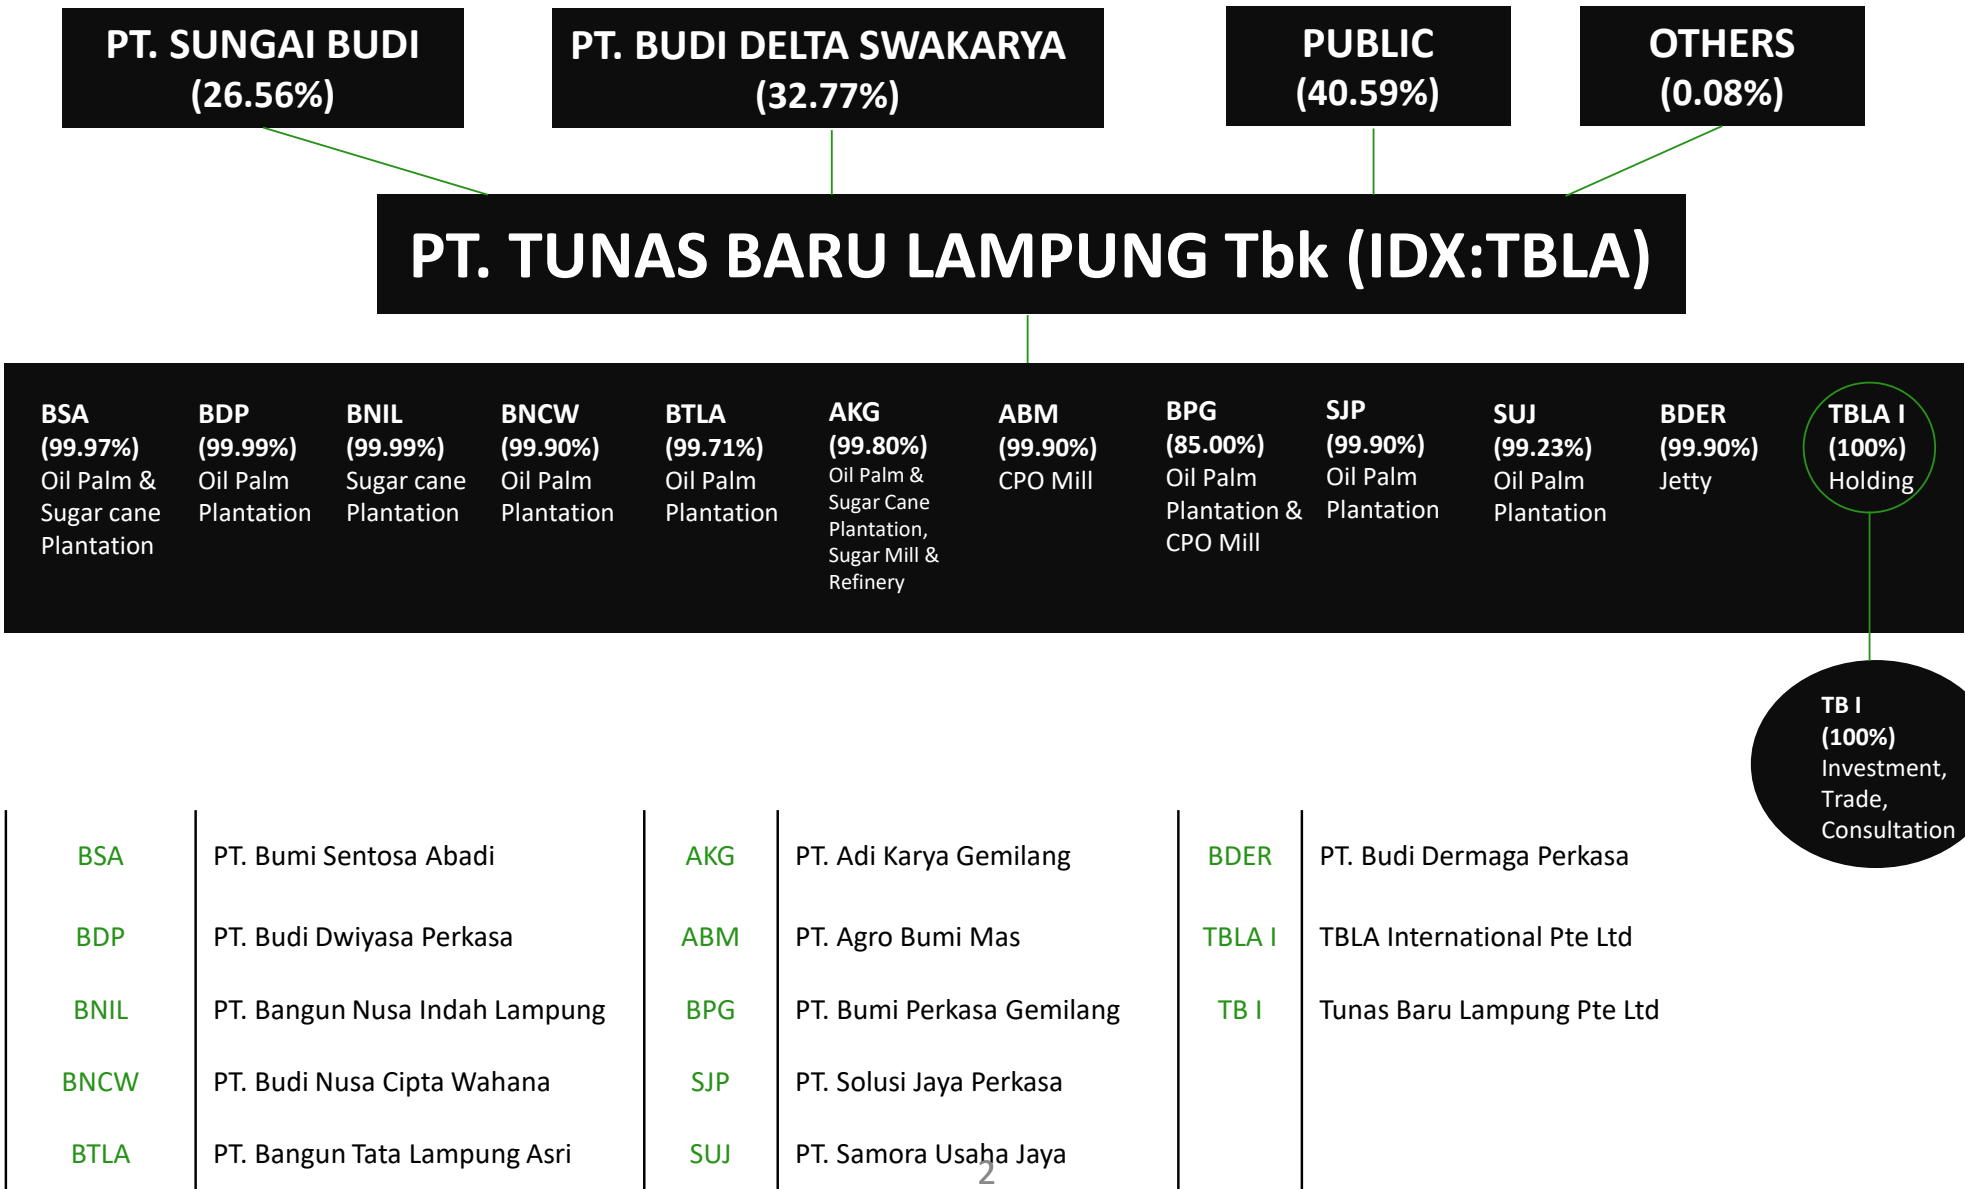 PT. SUNGAI BUDI
(26.56%)
PT. BUDI DELTA SWAKARYA
(32.77%)
PUBLIC
(40.59%)
OTHERS
(0.08%)
PT. TUNAS BARU LAMPUNG Tbk (IDX:TBLA)
BSA
(99.97%)
Oil Palm &
Sugar cane
Plantation
BDP
(99.99%)
Oil Palm
Plantation
BNIL
(99.99%)
Sugar cane
Plantation
BNCW
(99.90%)
Oil Palm
Plantation
BTLA
(99.71%)
Oil Palm
Plantation
AKG
(99.80%)
Oil Palm &
Sugar Cane
Plantation,
Sugar Mill &
Refinery
ABM
(99.90%)
CPO Mill
BPG
(85.00%)
Oil Palm
Plantation &
CPO Mill
SJP
(99.90%)
Oil Palm
Plantation
SUJ
(99.23%)
Oil Palm
Plantation
BDER
(99.90%)
Jetty
TBLA I
(100%)
Holding
TB I
(100%)
Investment,
Trade,
Consultation
BSA PT. Bumi Sentosa Abadi
BDP PT. Budi Dwiyasa Perkasa
BNIL PT. Bangun Nusa Indah Lampung
BNCW PT. Budi Nusa Cipta Wahana
BTLA PT. Bangun Tata Lampung Asri
AKG PT. Adi Karya Gemilang
ABM PT. Agro Bumi Mas
BPG PT. Bumi Perkasa Gemilang
SJP PT. Solusi Jaya Perkasa
SUJ PT. Samora Usaha Jaya
BDER PT. Budi Dermaga Perkasa
TBLA I TBLA International Pte Ltd
TB I Tunas Baru Lampung Pte Ltd
2